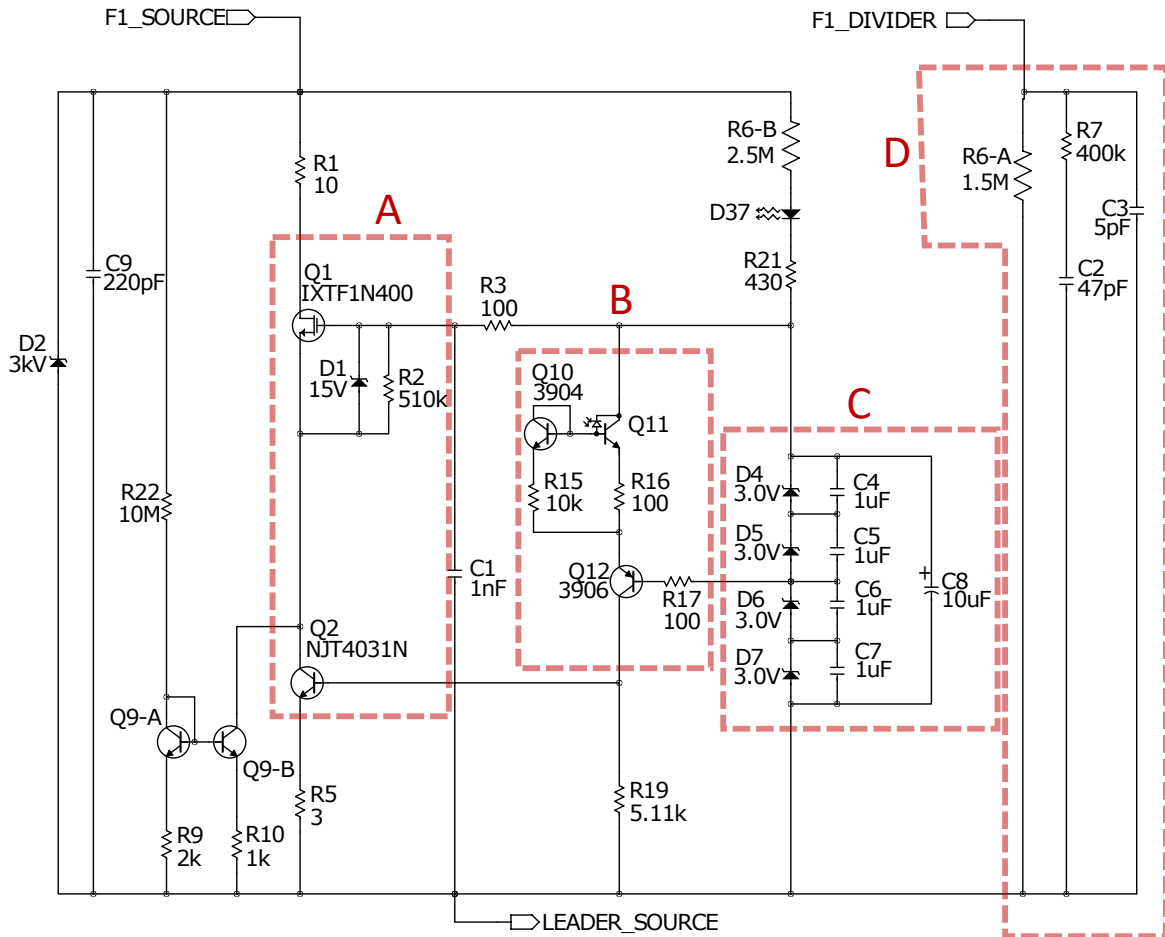 F1_SOURCE
F1_DIVIDER
D
R6-B
2.5M
R7
400k
R6-A
1.5M
R1
10
A
D37
C3
5pF
C9
220pF
Q1
IXTF1N400
R3
100
B
R21
430
C2
47pF
D2
3kV
D1
15V
R2
510k
Q10
3904
Q11
C
R22
10M
R15
10k
R16
100
D4
3.0V
C4
1uF
D5
3.0V
C5
1uF
C1
1nF
Q12
3906
R17
100
D6
3.0V
C6
1uF
+
C8
10uF
Q2
NJT4031N
D7
3.0V
C7
1uF
Q9-A
Q9-B
R5
3
R19
5.11k
R9
2k
R10
1k
LEADER_SOURCE